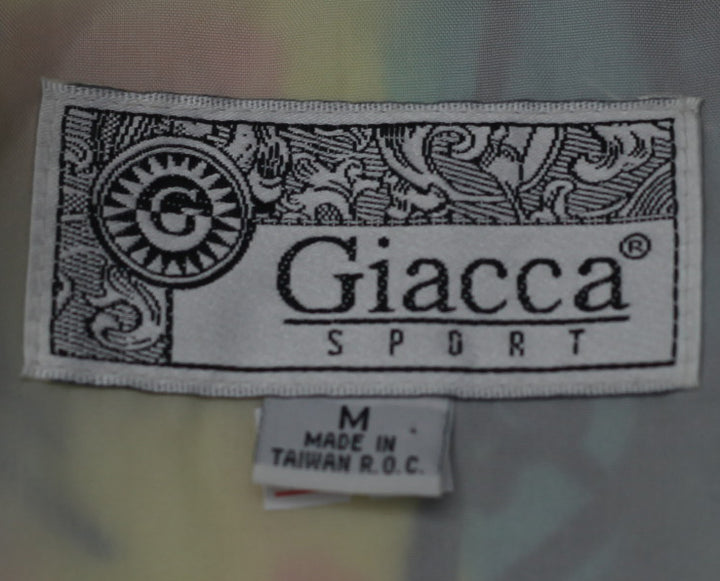 G
Giacca®
SPORT
M
MADE IN
TAIWAN R.O.C.